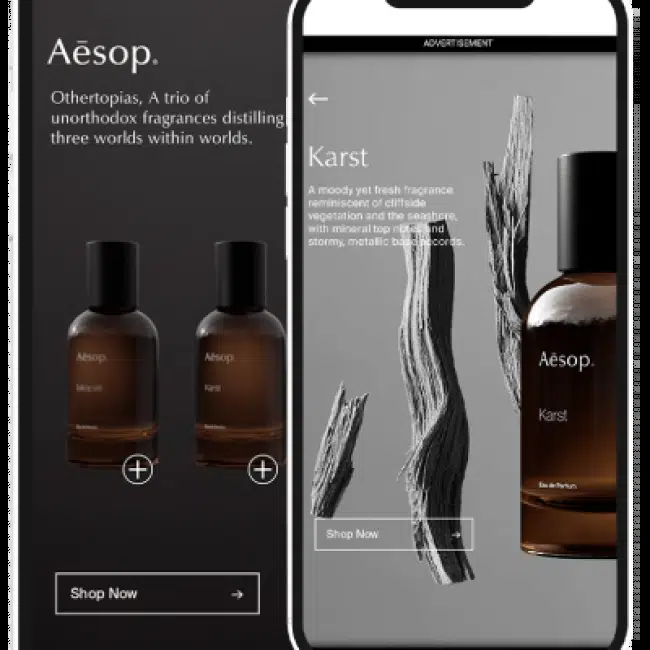 Aēsop.
Othertopias, A trio of
unorthodox fragrances distilling
three worlds within worlds.
Aēsop.
Aēsop.
Karst
Shop Now
ADVERTISEMENT
Karst
A moody yet fresh fragrance
reminiscent of cliffside
vegetation and the seashore,
with mineral top notes and
stormy, metallic base accords.
Aēsop.
Karst
Eau de Parfum
Shop Now